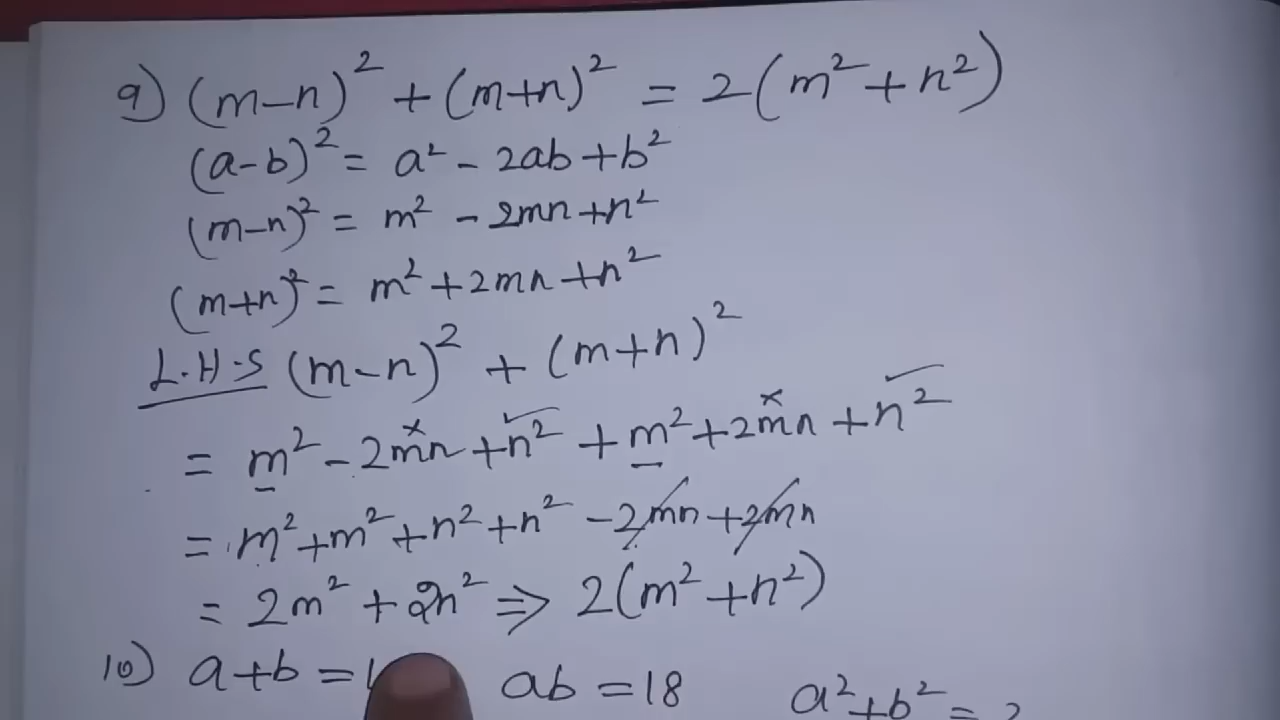 9) (m-n)² + (m+n)² = 2(m²+n²)
(a-b)² = a² - 2ab + b²
(m-n)² = m² - 2mn + n²
(m+n)² = m² + 2mn + n²
L.H.S (m-n)² + (m+n)²
= m² - 2mn + n² + m² + 2mn + n²
= m² + m² + n² + n² - 2mn + 2mn
= 2m² + 2n² ⇒ 2(m²+n²)
10) a+b = ab = 18 a²+b² = ?